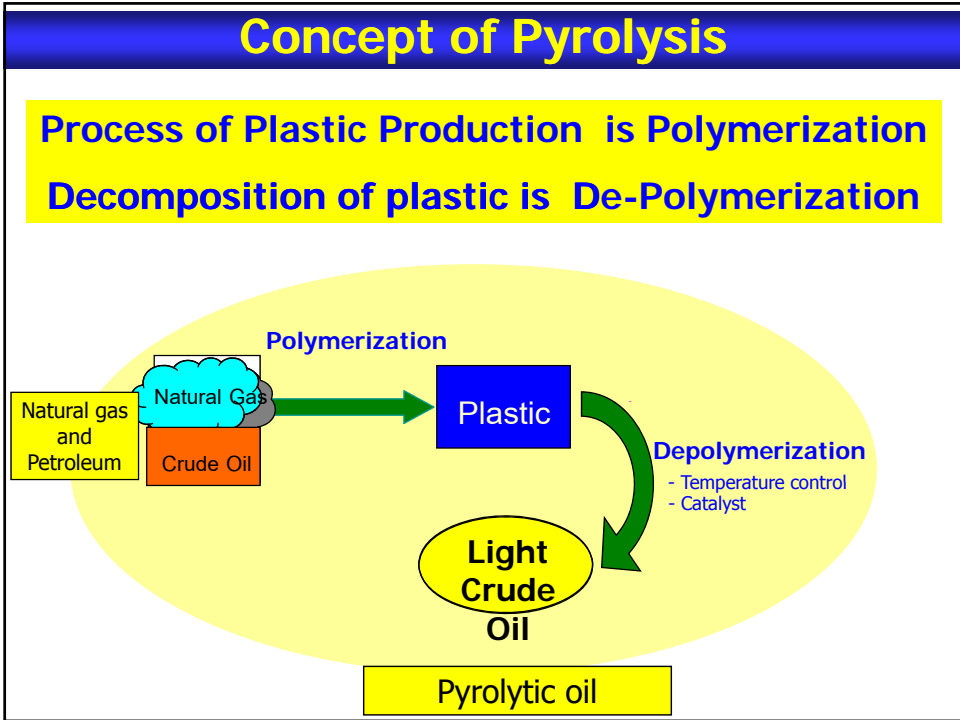 Concept of Pyrolysis
Process of Plastic Production is Polymerization
Decomposition of plastic is De-Polymerization
Polymerization
Natural Gas
Natural gas
and
Petroleum
Crude Oil
Plastic
Depolymerization
- Temperature control
- Catalyst
Light
Crude
Oil
Pyrolytic oil